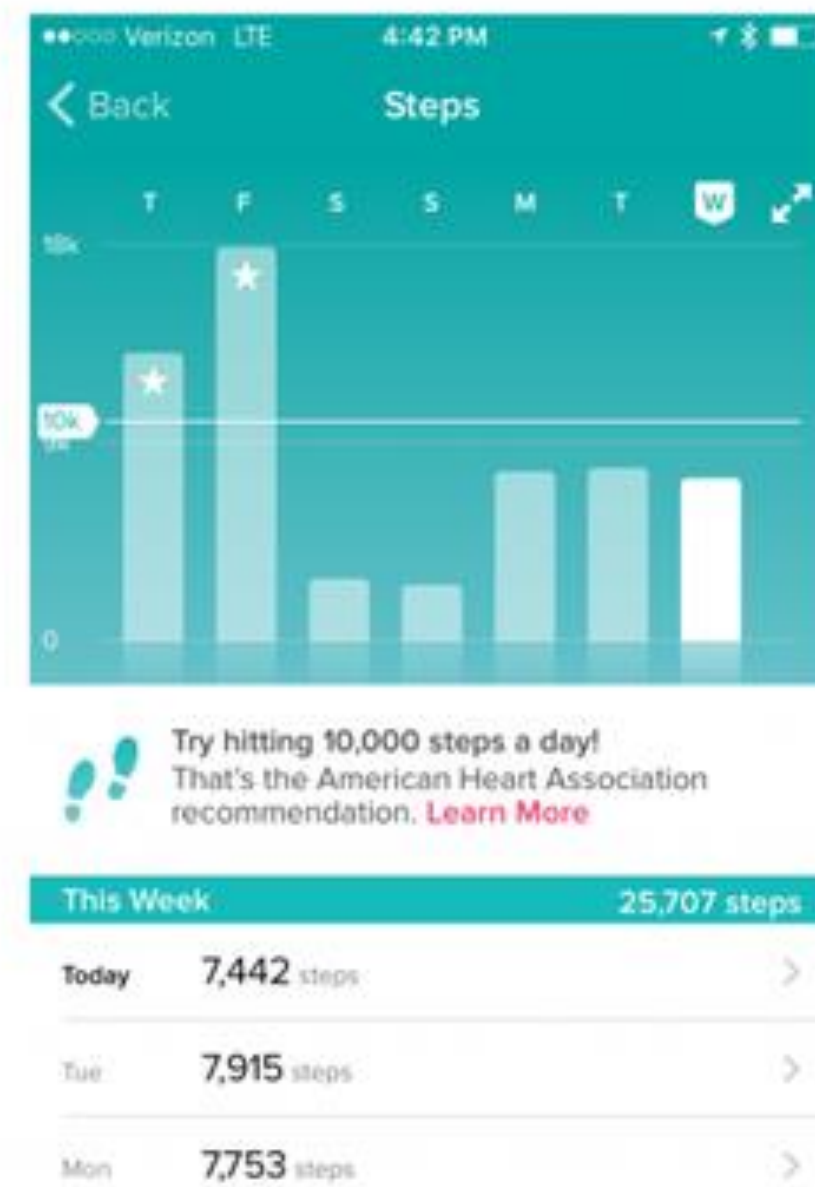 Verizon LTE 4:42 PM
Back Steps
T F S S M T W
18k
10k
0
Try hitting 10,000 steps a day!
That's the American Heart Association
recommendation. Learn More
This Week 25,707 steps
Today 7,442 steps
Tue 7,915 steps
Mon 7,753 steps